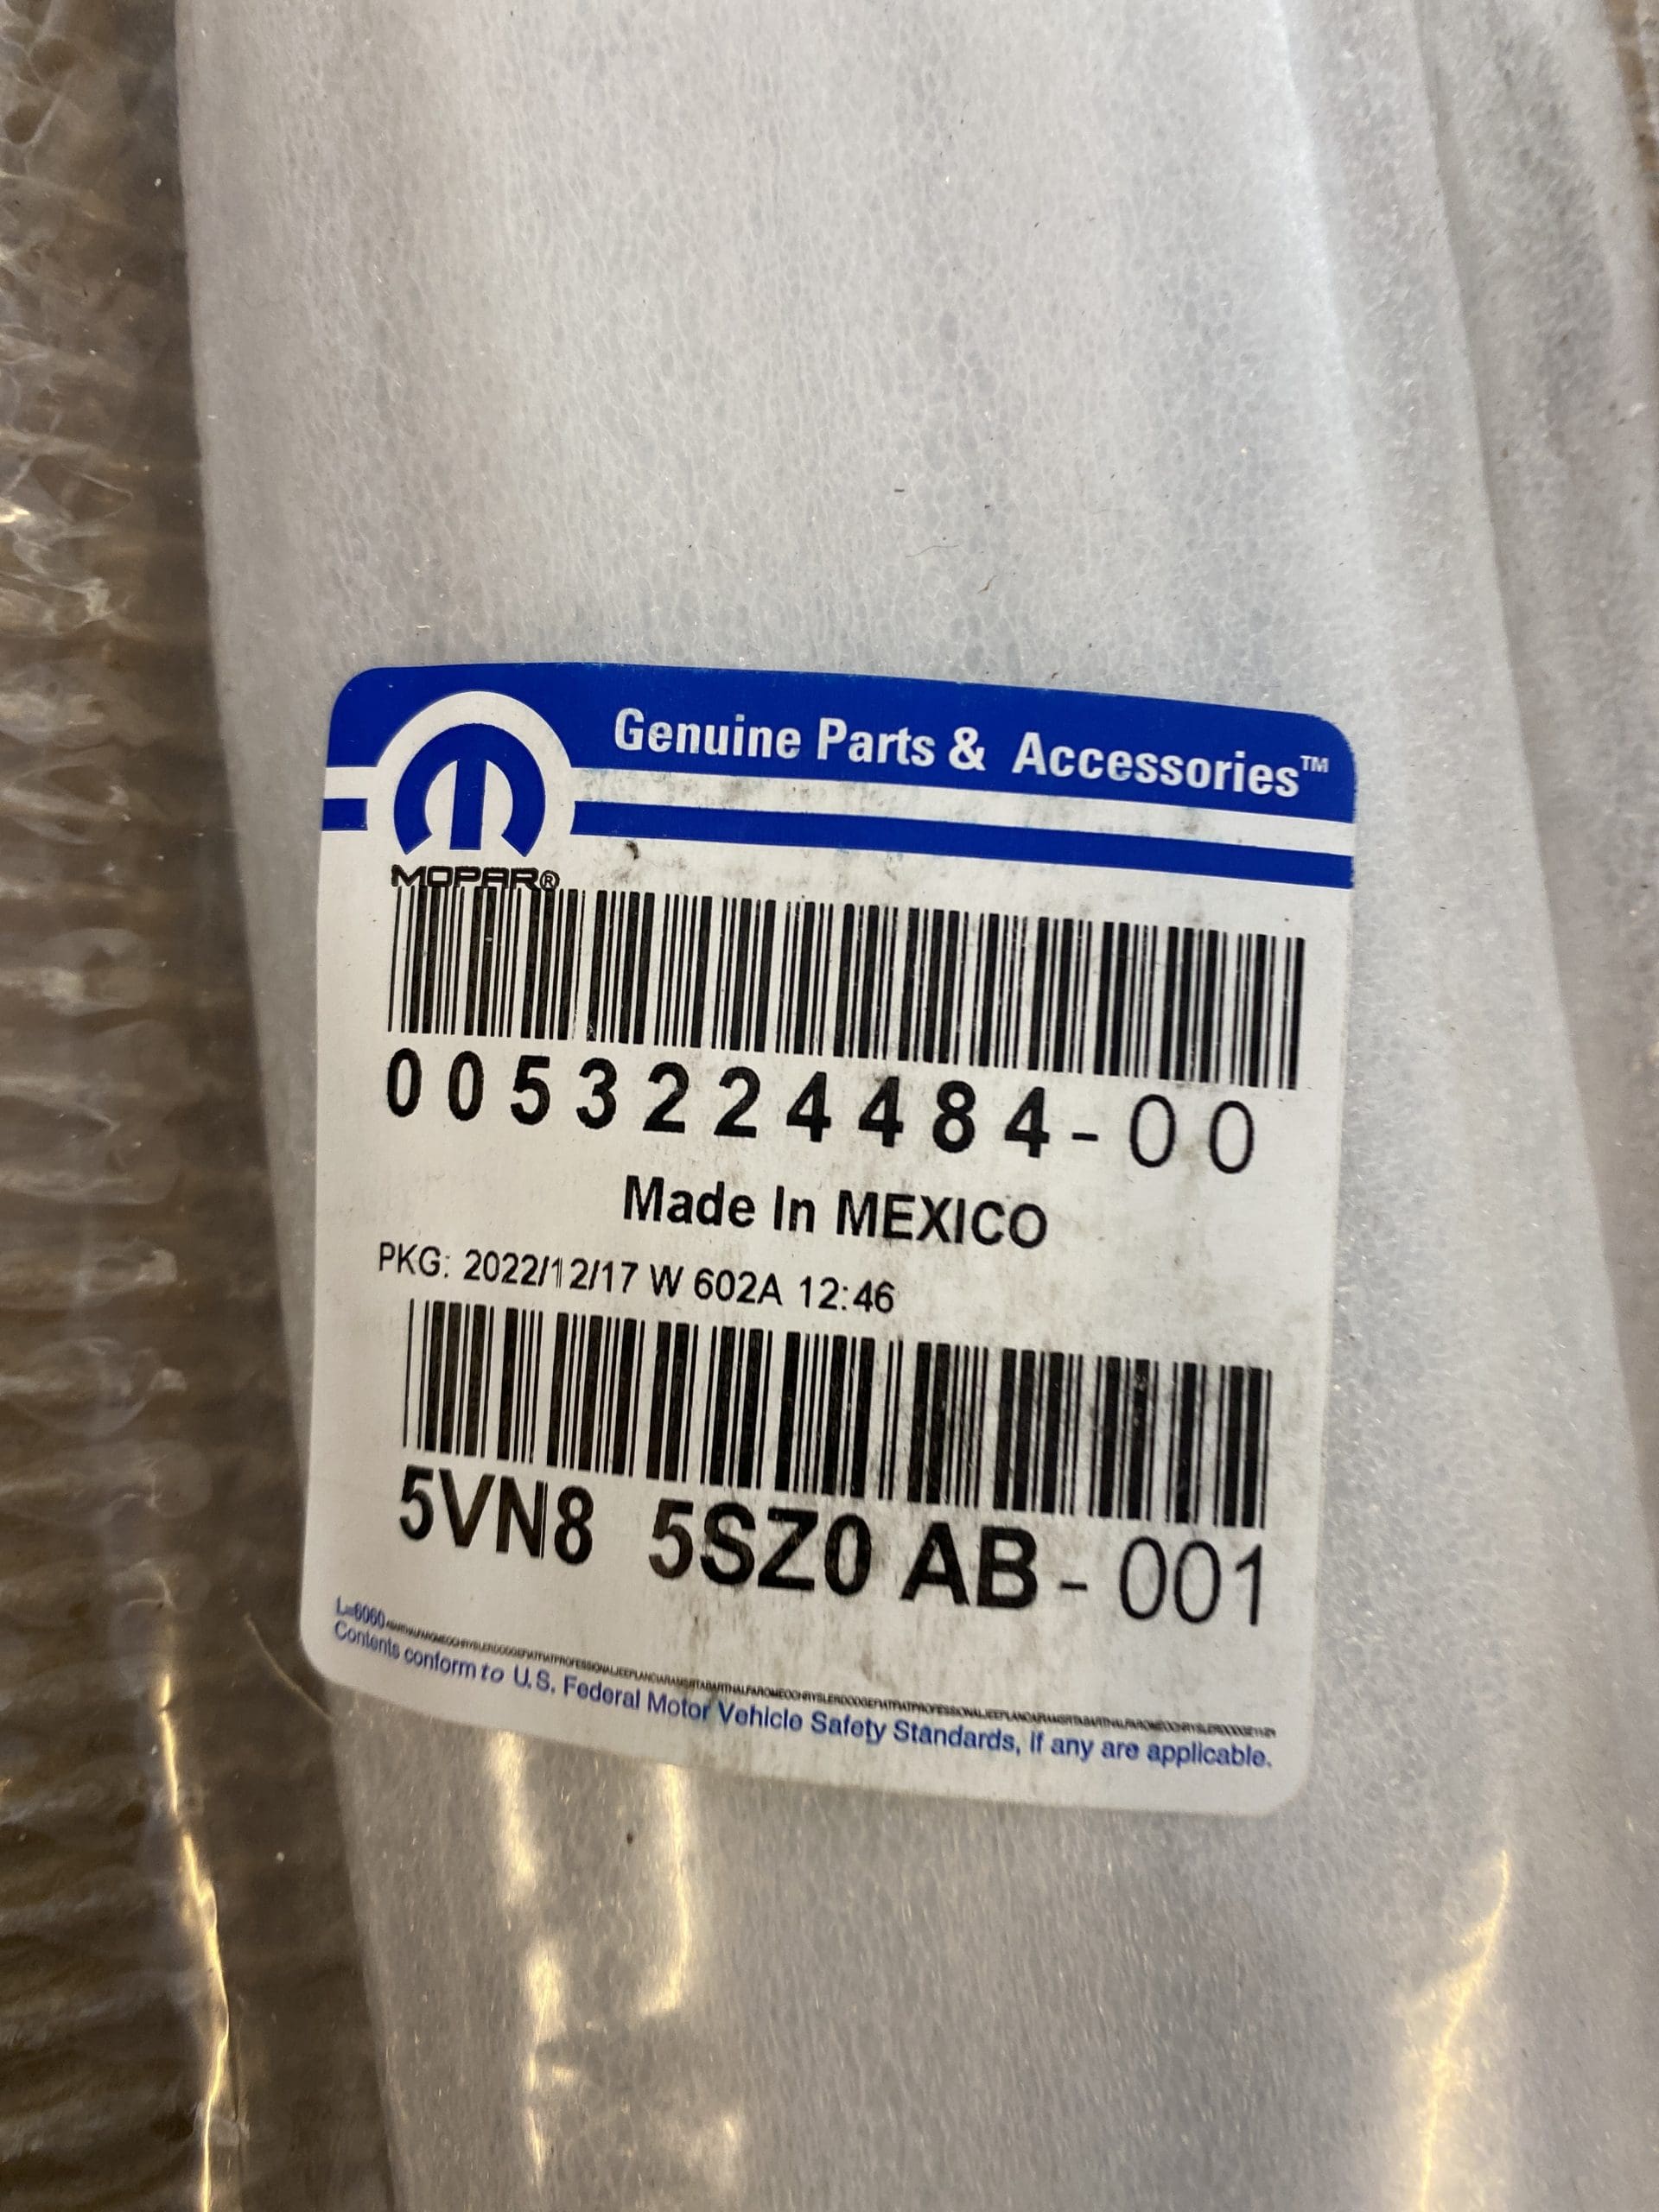 Genuine Parts & Accessories™
MOPAR®
0053224484-00
Made In MEXICO
PKG: 2022/12/17 W 602A 12:46
5VN8 5SZ0 AB-001
L=6060
Contents conform to U.S. Federal Motor Vehicle Safety Standards, if any are applicable.